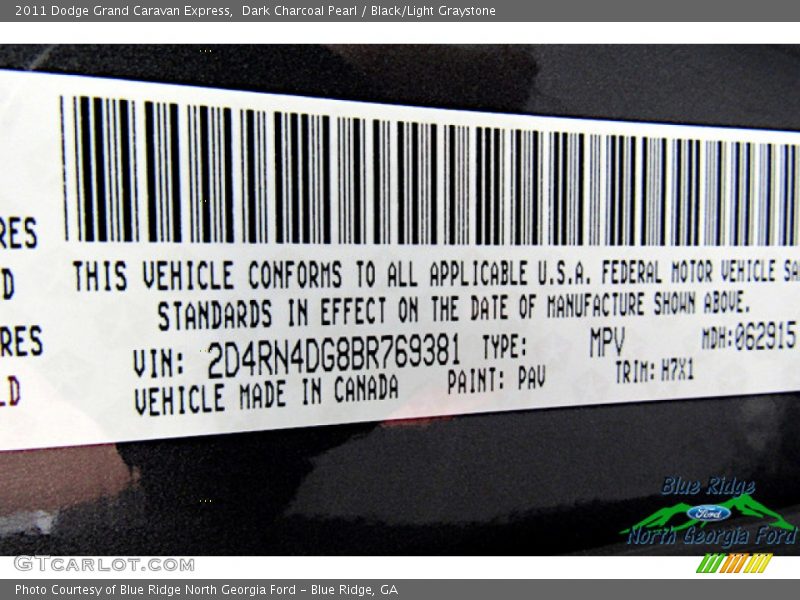 2011 Dodge Grand Caravan Express,  Dark Charcoal Pearl / Black/Light Graystone
RES
D
RES
LD
THIS VEHICLE CONFORMS TO ALL APPLICABLE U.S.A. FEDERAL MOTOR VEHICLE SA
STANDARDS IN EFFECT ON THE DATE OF MANUFACTURE SHOWN ABOVE.
VIN: 2D4RN4DG8BR769381 TYPE: MPV MDH:062915
VEHICLE MADE IN CANADA PAINT: PAV TRIM: H7X1
Blue Ridge
Ford
North Georgia Ford
GTCARLOT.COM
Photo Courtesy of Blue Ridge North Georgia Ford – Blue Ridge, GA